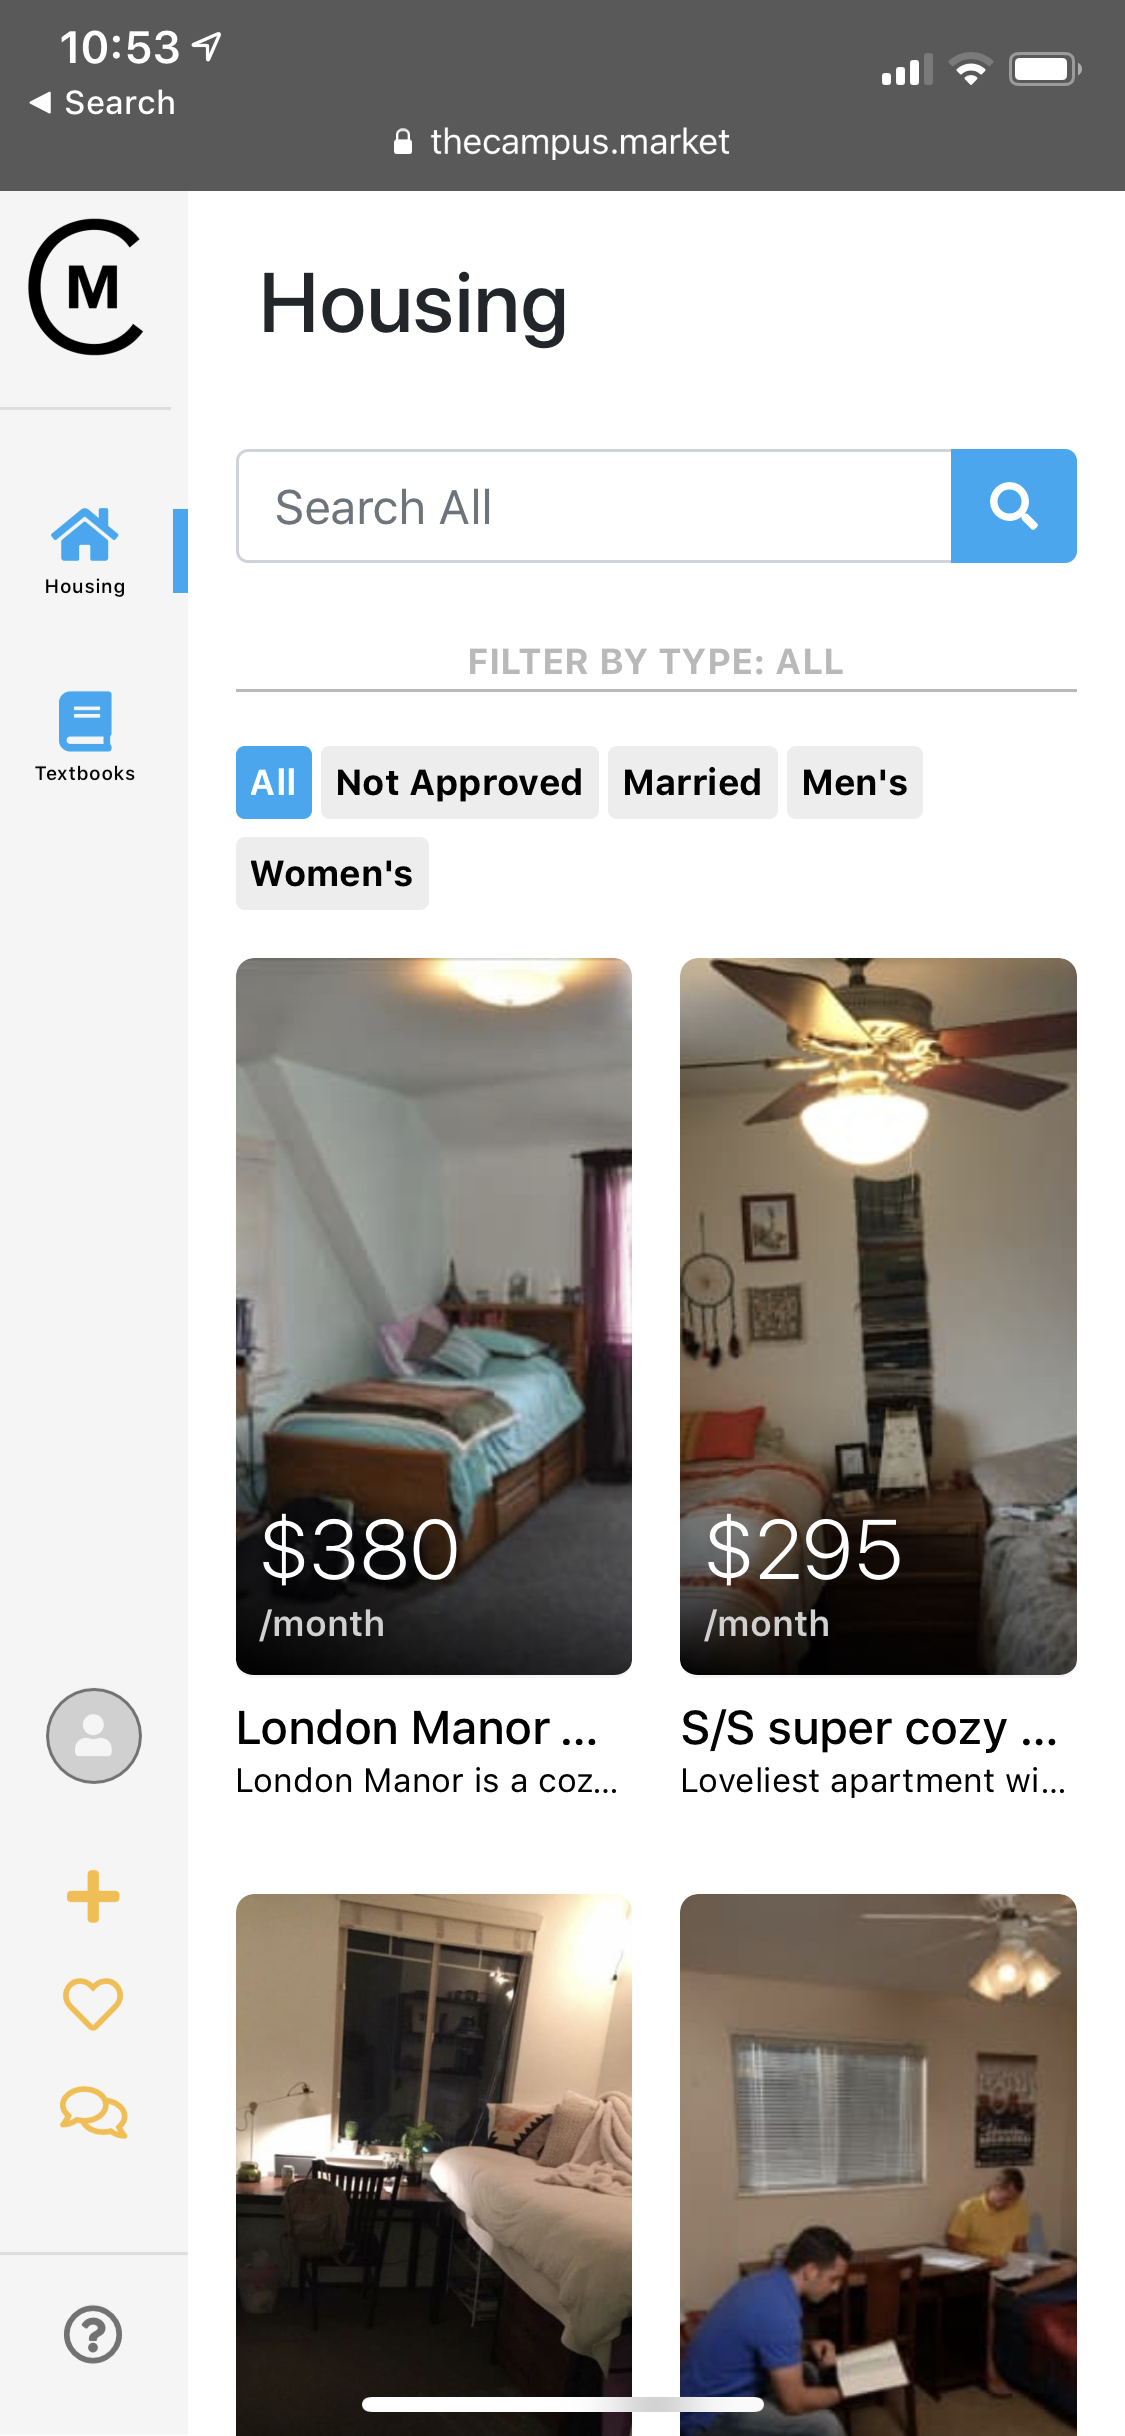 10:53
Search
thecampus.market
M
Housing
Search All
Housing
FILTER BY TYPE: ALL
Textbooks
All Not Approved Married Men's
Women's
$380
/month
$295
/month
London Manor ...
London Manor is a coz...
S/S super cozy ...
Loveliest apartment wi...